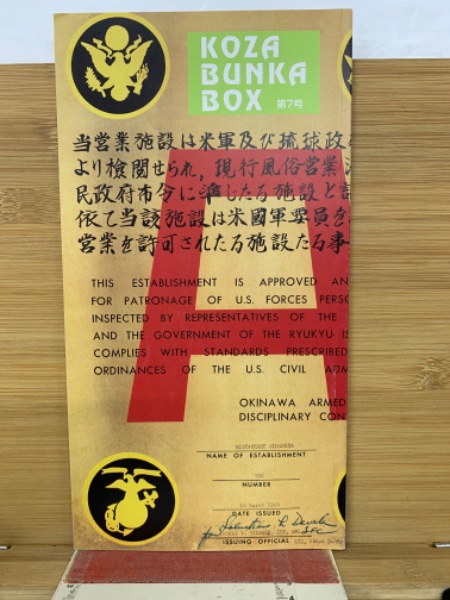 KOZA
BUNKA
BOX 第7号
当営業施設は米軍及び琉球政
より検閲せられ,現行風俗営業
民政府布令に準じたる施設と
依て当該施設は米國軍要員を
営業を許可されたる施設たる事
A
THIS ESTABLISHMENT IS APPROVED AN
FOR PATRONAGE OF U.S. FORCES PERSO
INSPECTED BY REPRESENTATIVES OF THE
AND THE GOVERNMENT OF THE RYUKYU IS
COMPLIES WITH STANDARDS PRESCRIBED
ORDINANCES OF THE U.S. CIVIL ADM
OKINAWA ARMED
DISCIPLINARY CON
NAME OF ESTABLISHMENT
NUMBER
DATE ISSUED
ISSUING OFFICIAL